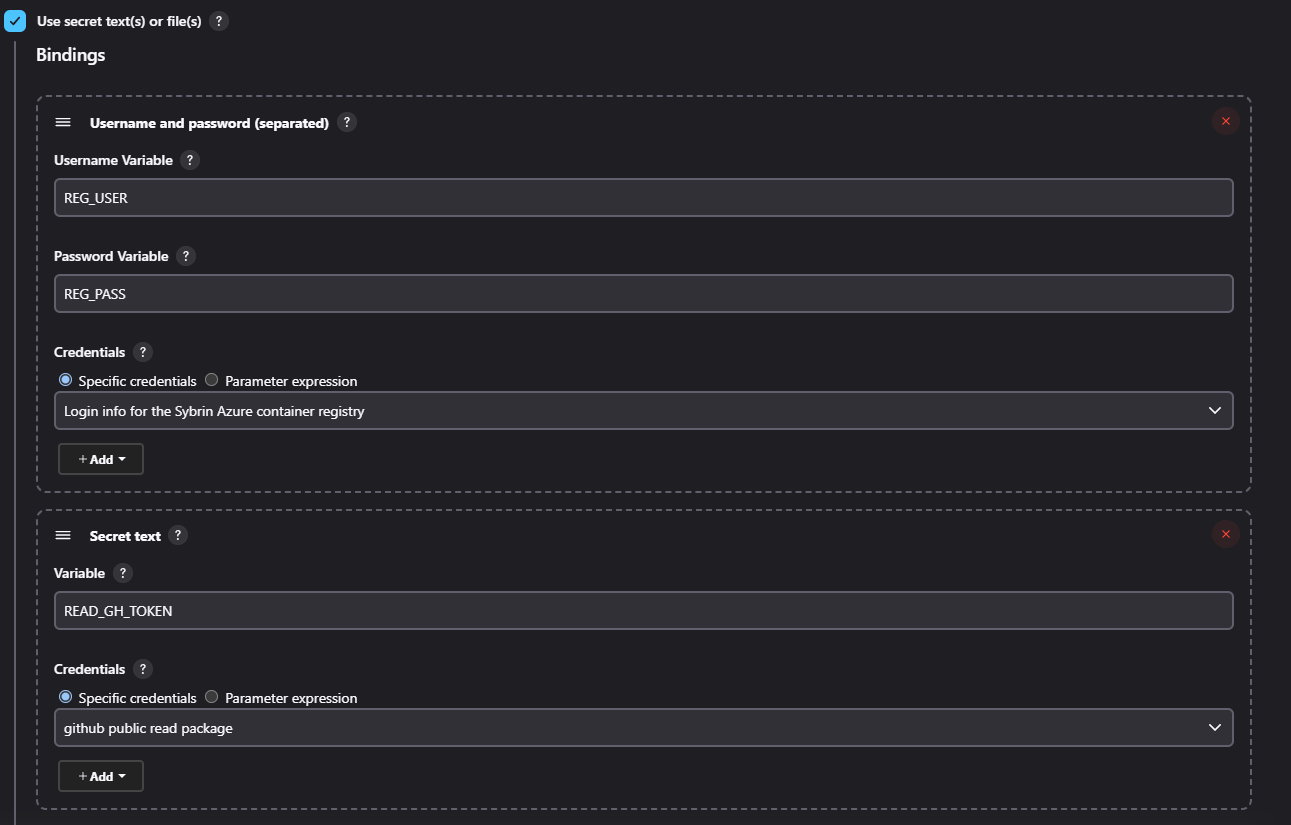 Use secret text(s) or file(s) ?
Bindings
Username and password (separated) ?
Username Variable ?
REG_USER
Password Variable ?
REG_PASS
Credentials ?
Specific credentials Parameter expression
Login info for the Sybrin Azure container registry
+ Add
Secret text ?
Variable ?
READ_GH_TOKEN
Credentials ?
Specific credentials Parameter expression
github public read package
+ Add